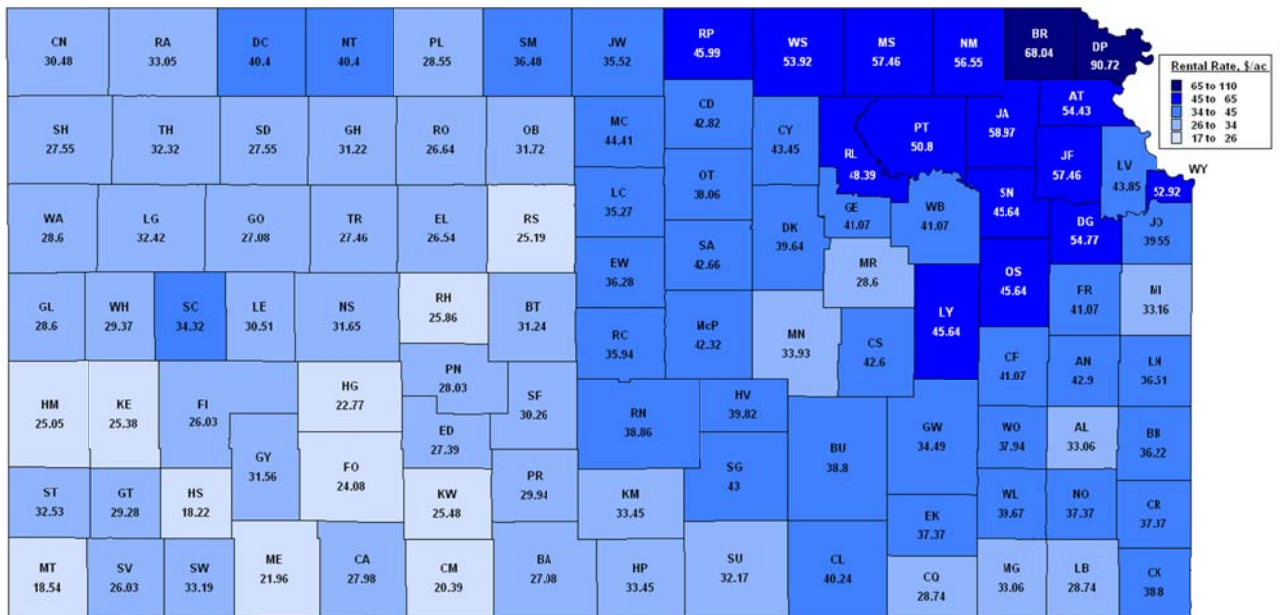 CN
30.48
RA
33.05
DC
40.4
NT
40.4
PL
28.55
SM
36.48
JW
35.52
RP
45.99
WS
53.92
MS
57.46
NM
56.55
BR
68.04
DP
90.72
Rental Rate, $/ac
65 to 110
45 to 65
34 to 45
26 to 34
17 to 26
SH
27.55
TH
32.32
SD
27.55
GH
31.22
RO
26.64
OB
31.72
MC
44.41
CD
42.82
CY
43.45
RL
48.39
PT
50.8
JA
58.97
AT
54.43
JF
57.46
LV
43.85
WY
52.92
WA
28.6
LG
32.42
GO
27.08
TR
27.46
EL
26.54
RS
25.19
LC
35.27
OT
38.06
DK
39.64
GE
41.07
WB
41.07
SN
45.64
DG
54.77
JO
39.55
EW
36.28
SA
42.66
MR
28.6
GL
28.6
WH
29.37
SC
34.32
LE
30.51
NS
31.65
RH
25.86
BT
31.24
RC
35.94
McP
42.32
MN
33.93
CS
42.6
LY
45.64
OS
45.64
FR
41.07
MI
33.16
HM
25.05
KE
25.38
FI
26.03
HG
22.77
PN
28.03
SF
30.26
RN
38.86
HV
39.82
CF
41.07
AN
42.9
LN
36.51
GY
31.56
FO
24.08
ED
27.39
BU
38.8
GW
34.49
WO
37.94
AL
33.06
BB
36.22
ST
32.53
GT
29.28
HS
18.22
KW
25.48
PR
29.94
KM
33.45
SG
43
EK
37.37
WL
39.67
NO
37.37
CR
37.37
MT
18.54
SV
26.03
SW
33.19
ME
21.96
CA
27.98
CM
20.39
BA
27.08
HP
33.45
SU
32.17
CL
40.24
CQ
28.74
MG
33.06
LB
28.74
CK
38.8